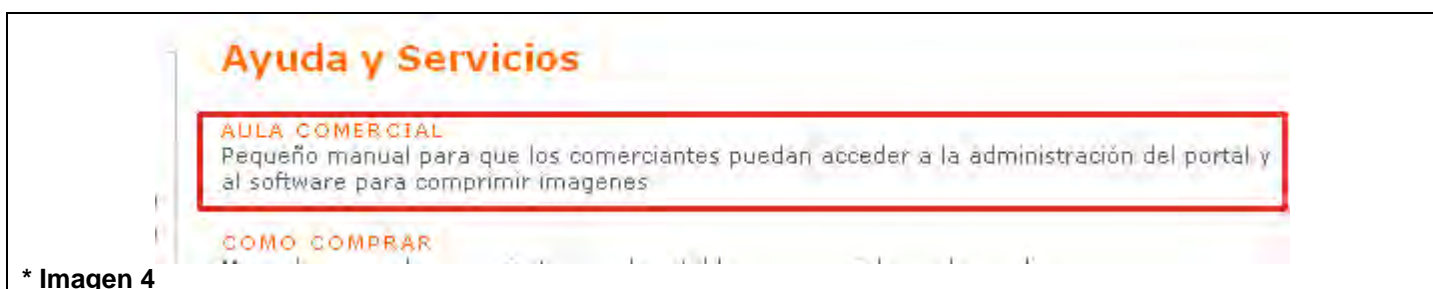 Ayuda y Servicios
AULA COMERCIAL
Pequeño manual para que los comerciantes puedan acceder a la administración del portal y
al software para comprimir imagenes
COMO COMPRAR
* Imagen 4